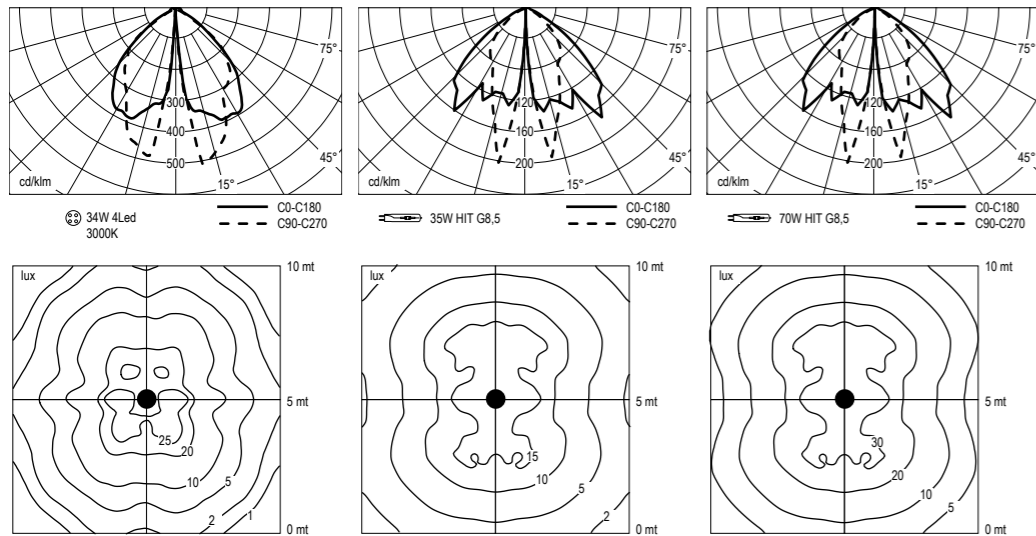 75°
300
400
500
45°
15°
cd/klm
34W 4Led
3000K
C0-C180
C90-C270
75°
120
160
200
45°
15°
cd/klm
35W HIT G8,5
C0-C180
C90-C270
75°
120
160
200
45°
15°
cd/klm
70W HIT G8,5
C0-C180
C90-C270
lux
10 mt
5 mt
25
20
10
5
2
1
0 mt
lux
10 mt
5 mt
15
10
5
2
0 mt
lux
10 mt
5 mt
30
20
10
5
0 mt